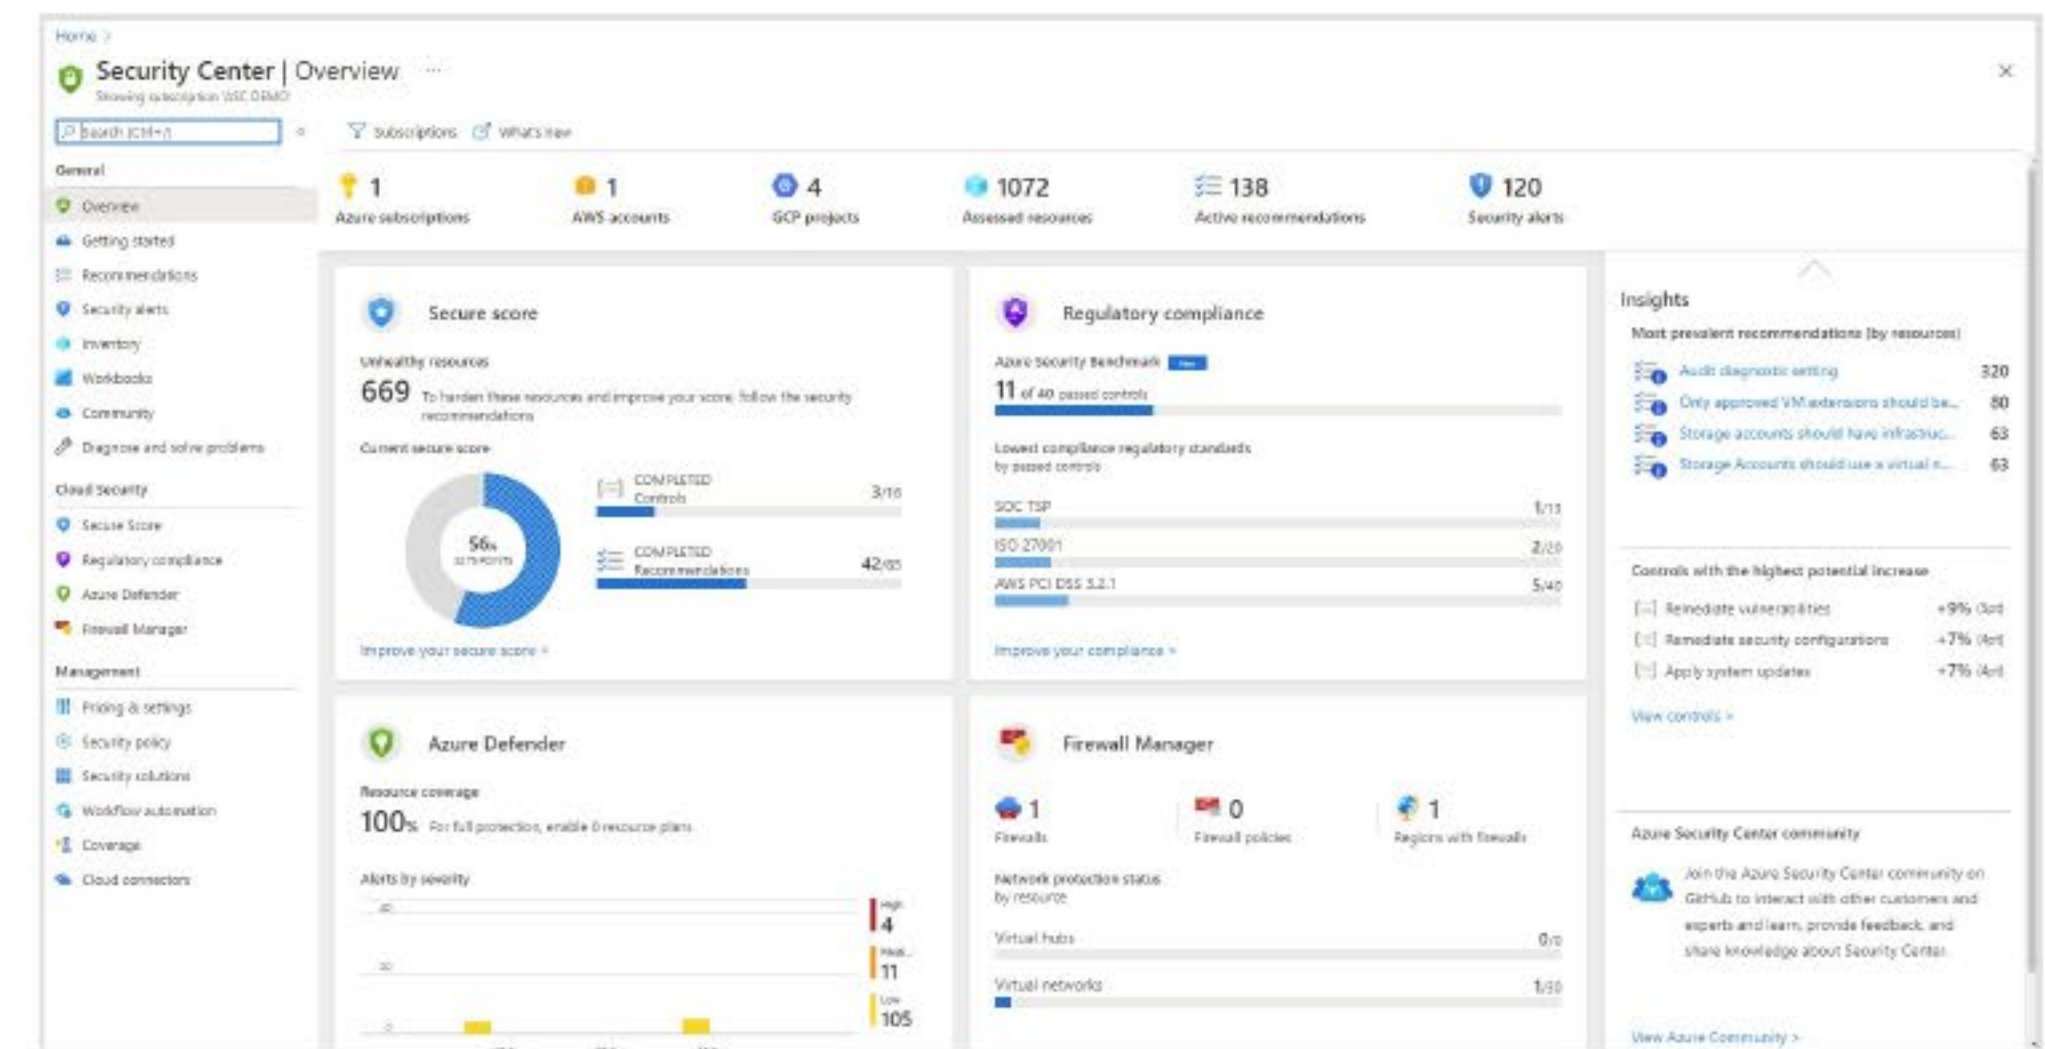 Home >
Security Center | Overview ...
Showing subscription 'ASC DEMO'
Search (Ctrl+/)
Subscriptions What's new
General
Overview
Getting started
Recommendations
Security alerts
Inventory
Workbooks
Community
Diagnose and solve problems
Cloud Security
Secure Score
Regulatory compliance
Azure Defender
Firewall Manager
Management
Pricing & settings
Security policy
Security solutions
Workflow automation
Coverage
Cloud connectors
1
Azure subscriptions
1
AWS accounts
4
GCP projects
1072
Assessed resources
138
Active recommendations
120
Security alerts
Secure score
Unhealthy resources
669 To harden these resources and improve your score, follow the security
recommendations
Current secure score
56%
COMPLETED
Controls 3/16
COMPLETED
Recommendations 42/
Improve your secure score >
Regulatory compliance
Azure Security Benchmark New
11 of 40 passed controls
Lowest compliance regulatory standards
by passed controls
SOC TSP 1/13
ISO 27001 2/20
AWS PCI DSS 3.2.1 5/40
Improve your compliance >
Azure Defender
Resource coverage
100% For full protection, enable 0 resource plans
Alerts by severity
40
20
0
High
4
11
Low
105
Firewall Manager
1
Firewalls
0
Firewall policies
1
Regions with firewalls
Network protection status
by resource
Virtual hubs 0/0
Virtual networks 1/
Insights
Most prevalent recommendations (by resources)
Audit diagnostic setting 320
Only approved VM extensions should be... 80
Storage accounts should have infrastruc... 63
Storage Accounts should use a virtual n... 63
Controls with the highest potential increase
Remediate vulnerabilities +9%
Remediate security configurations +7%
Apply system updates +7%
View controls >
Azure Security Center community
Join the Azure Security Center community on
GitHub to interact with other customers and
experts and learn, provide feedback, and
share knowledge about Security Center.
View Azure Community >